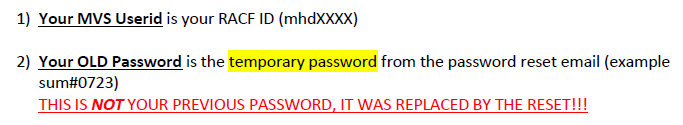 1) Your MVS Userid is your RACF ID (mhdXXXX)
2) Your OLD Password is the temporary password from the password reset email (example
sum#0723)
THIS IS NOT YOUR PREVIOUS PASSWORD, IT WAS REPLACED BY THE RESET!!!